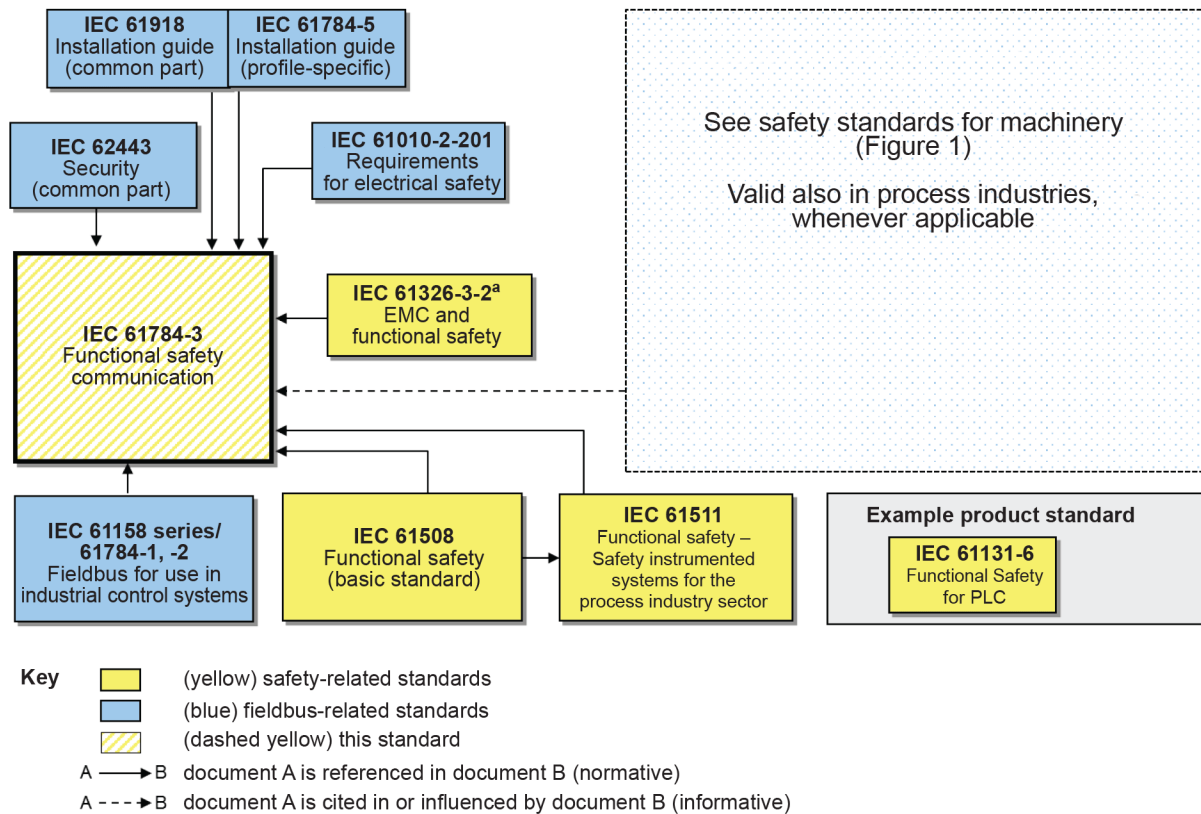 IEC 61918
Installation guide
(common part)
IEC 61784-5
Installation guide
(profile-specific)
See safety standards for machinery
(Figure 1)
Valid also in process industries,
whenever applicable
IEC 62443
Security
(common part)
IEC 61010-2-201
Requirements
for electrical safety
IEC 61784-3
Functional safety
communication
IEC 61326-3-2ª
EMC and
functional safety
IEC 61158 series/
61784-1, -2
Fieldbus for use in
industrial control systems
IEC 61508
Functional safety
(basic standard)
IEC 61511
Functional safety –
Safety instrumented
systems for the
process industry sector
Example product standard
IEC 61131-6
Functional Safety
for PLC
Key
(yellow) safety-related standards
(blue) fieldbus-related standards
(dashed yellow) this standard
A B document A is referenced in document B (normative)
A B document A is cited in or influenced by document B (informative)